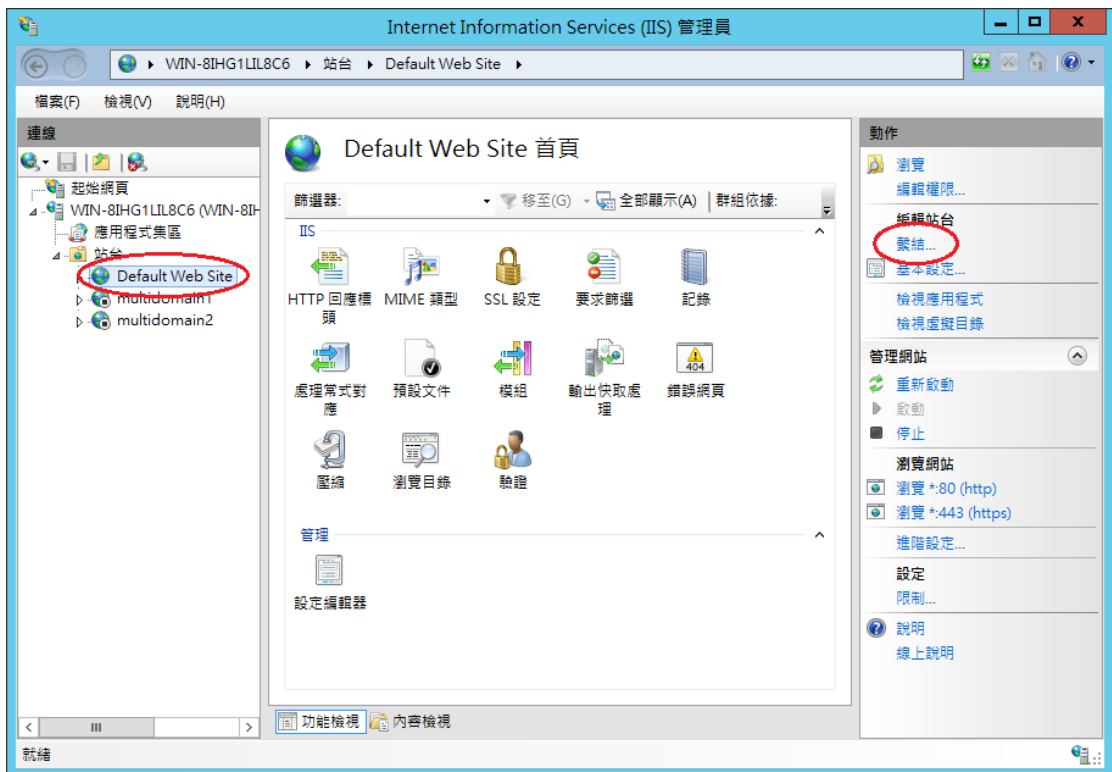 Internet Information Services (IIS) 管理員
WIN-8IHG1LIL8C6 站台 Default Web Site
檔案(F) 檢視(V) 說明(H)
連線
起始網頁
WIN-8IHG1LIL8C6 (WIN-8IH
應用程式集區
站台
Default Web Site
multidomain1
multidomain2
Default Web Site 首頁
篩選器: 移至(G) 全部顯示(A) 群組依據:
IIS
HTTP 回應標 MIME 類型 SSL 設定 要求篩選 記錄
頭
404
處理常式對 預設文件 模組 輸出快取處 錯誤網頁
應 理
壓縮 瀏覽目錄 驗證
管理
設定編輯器
功能檢視 內容檢視
動作
瀏覽
編輯權限...
編輯站台
繫結...
基本設定...
檢視應用程式
檢視虛擬目錄
管理網站
重新啟動
啟動
停止
瀏覽網站
瀏覽 *:80 (http)
瀏覽 *:443 (https)
進階設定...
設定
限制...
說明
線上說明
就緒